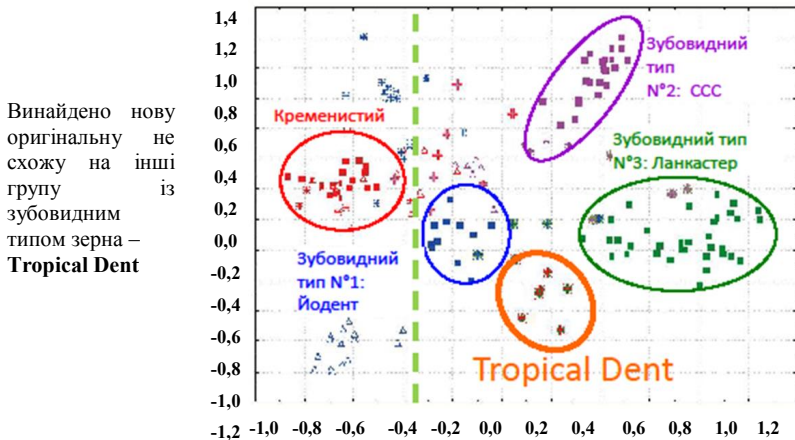 Винайдено нову
оригінальну не
схожу на інші
групу із
зубовидним
типом зерна –
Tropical Dent
1,4
1,2
1,0
0,8
0,6
0,4
0,2
0,0
-0,2
-0,4
-0,6
-0,8
-1,0
-1,2
Кременистий
Зубовидний
тип
N°2: ССС
Зубовидний тип
N°3: Ланкастер
Зубовидний
тип N°1:
Йодент
Tropical Dent
-1,0 -0,8 -0,6 -0,4 -0,2 0,0 0,2 0,4 0,6 0,8 1,0 1,2